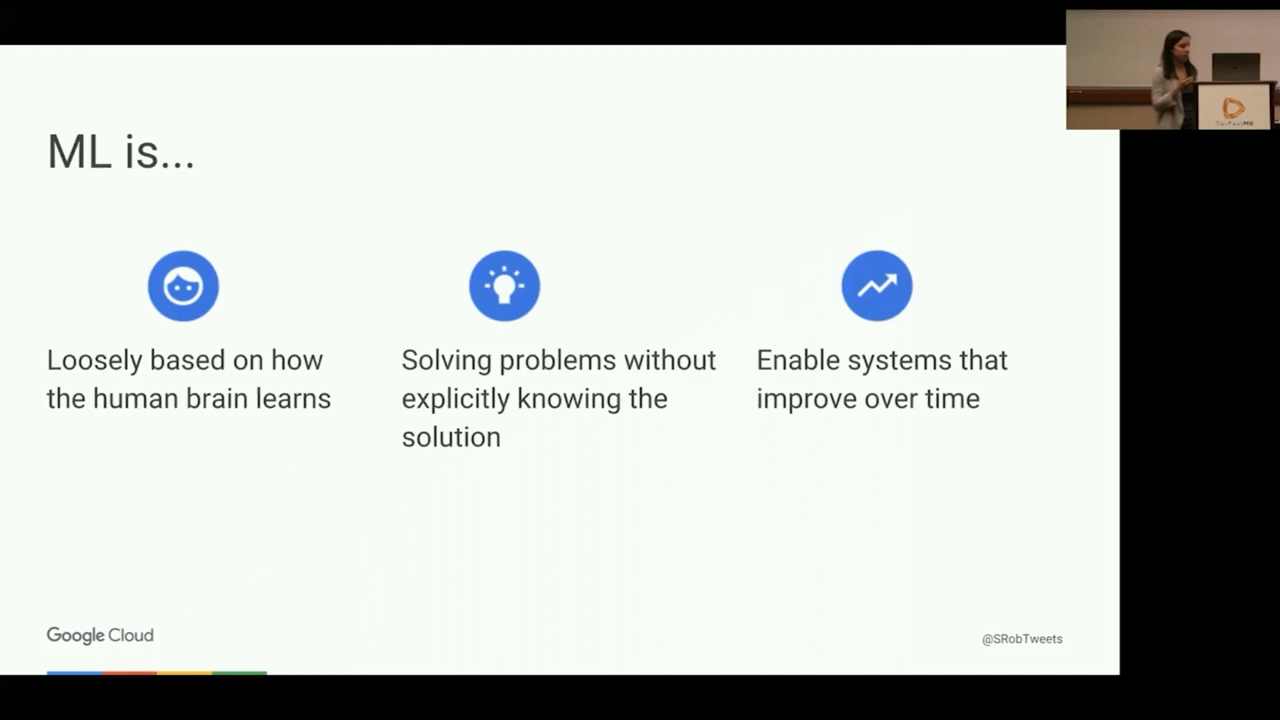 ML is...
Loosely based on how
the human brain learns
Solving problems without
explicitly knowing the
solution
Enable systems that
improve over time
Google Cloud
@SRobTweets
DevFestMN